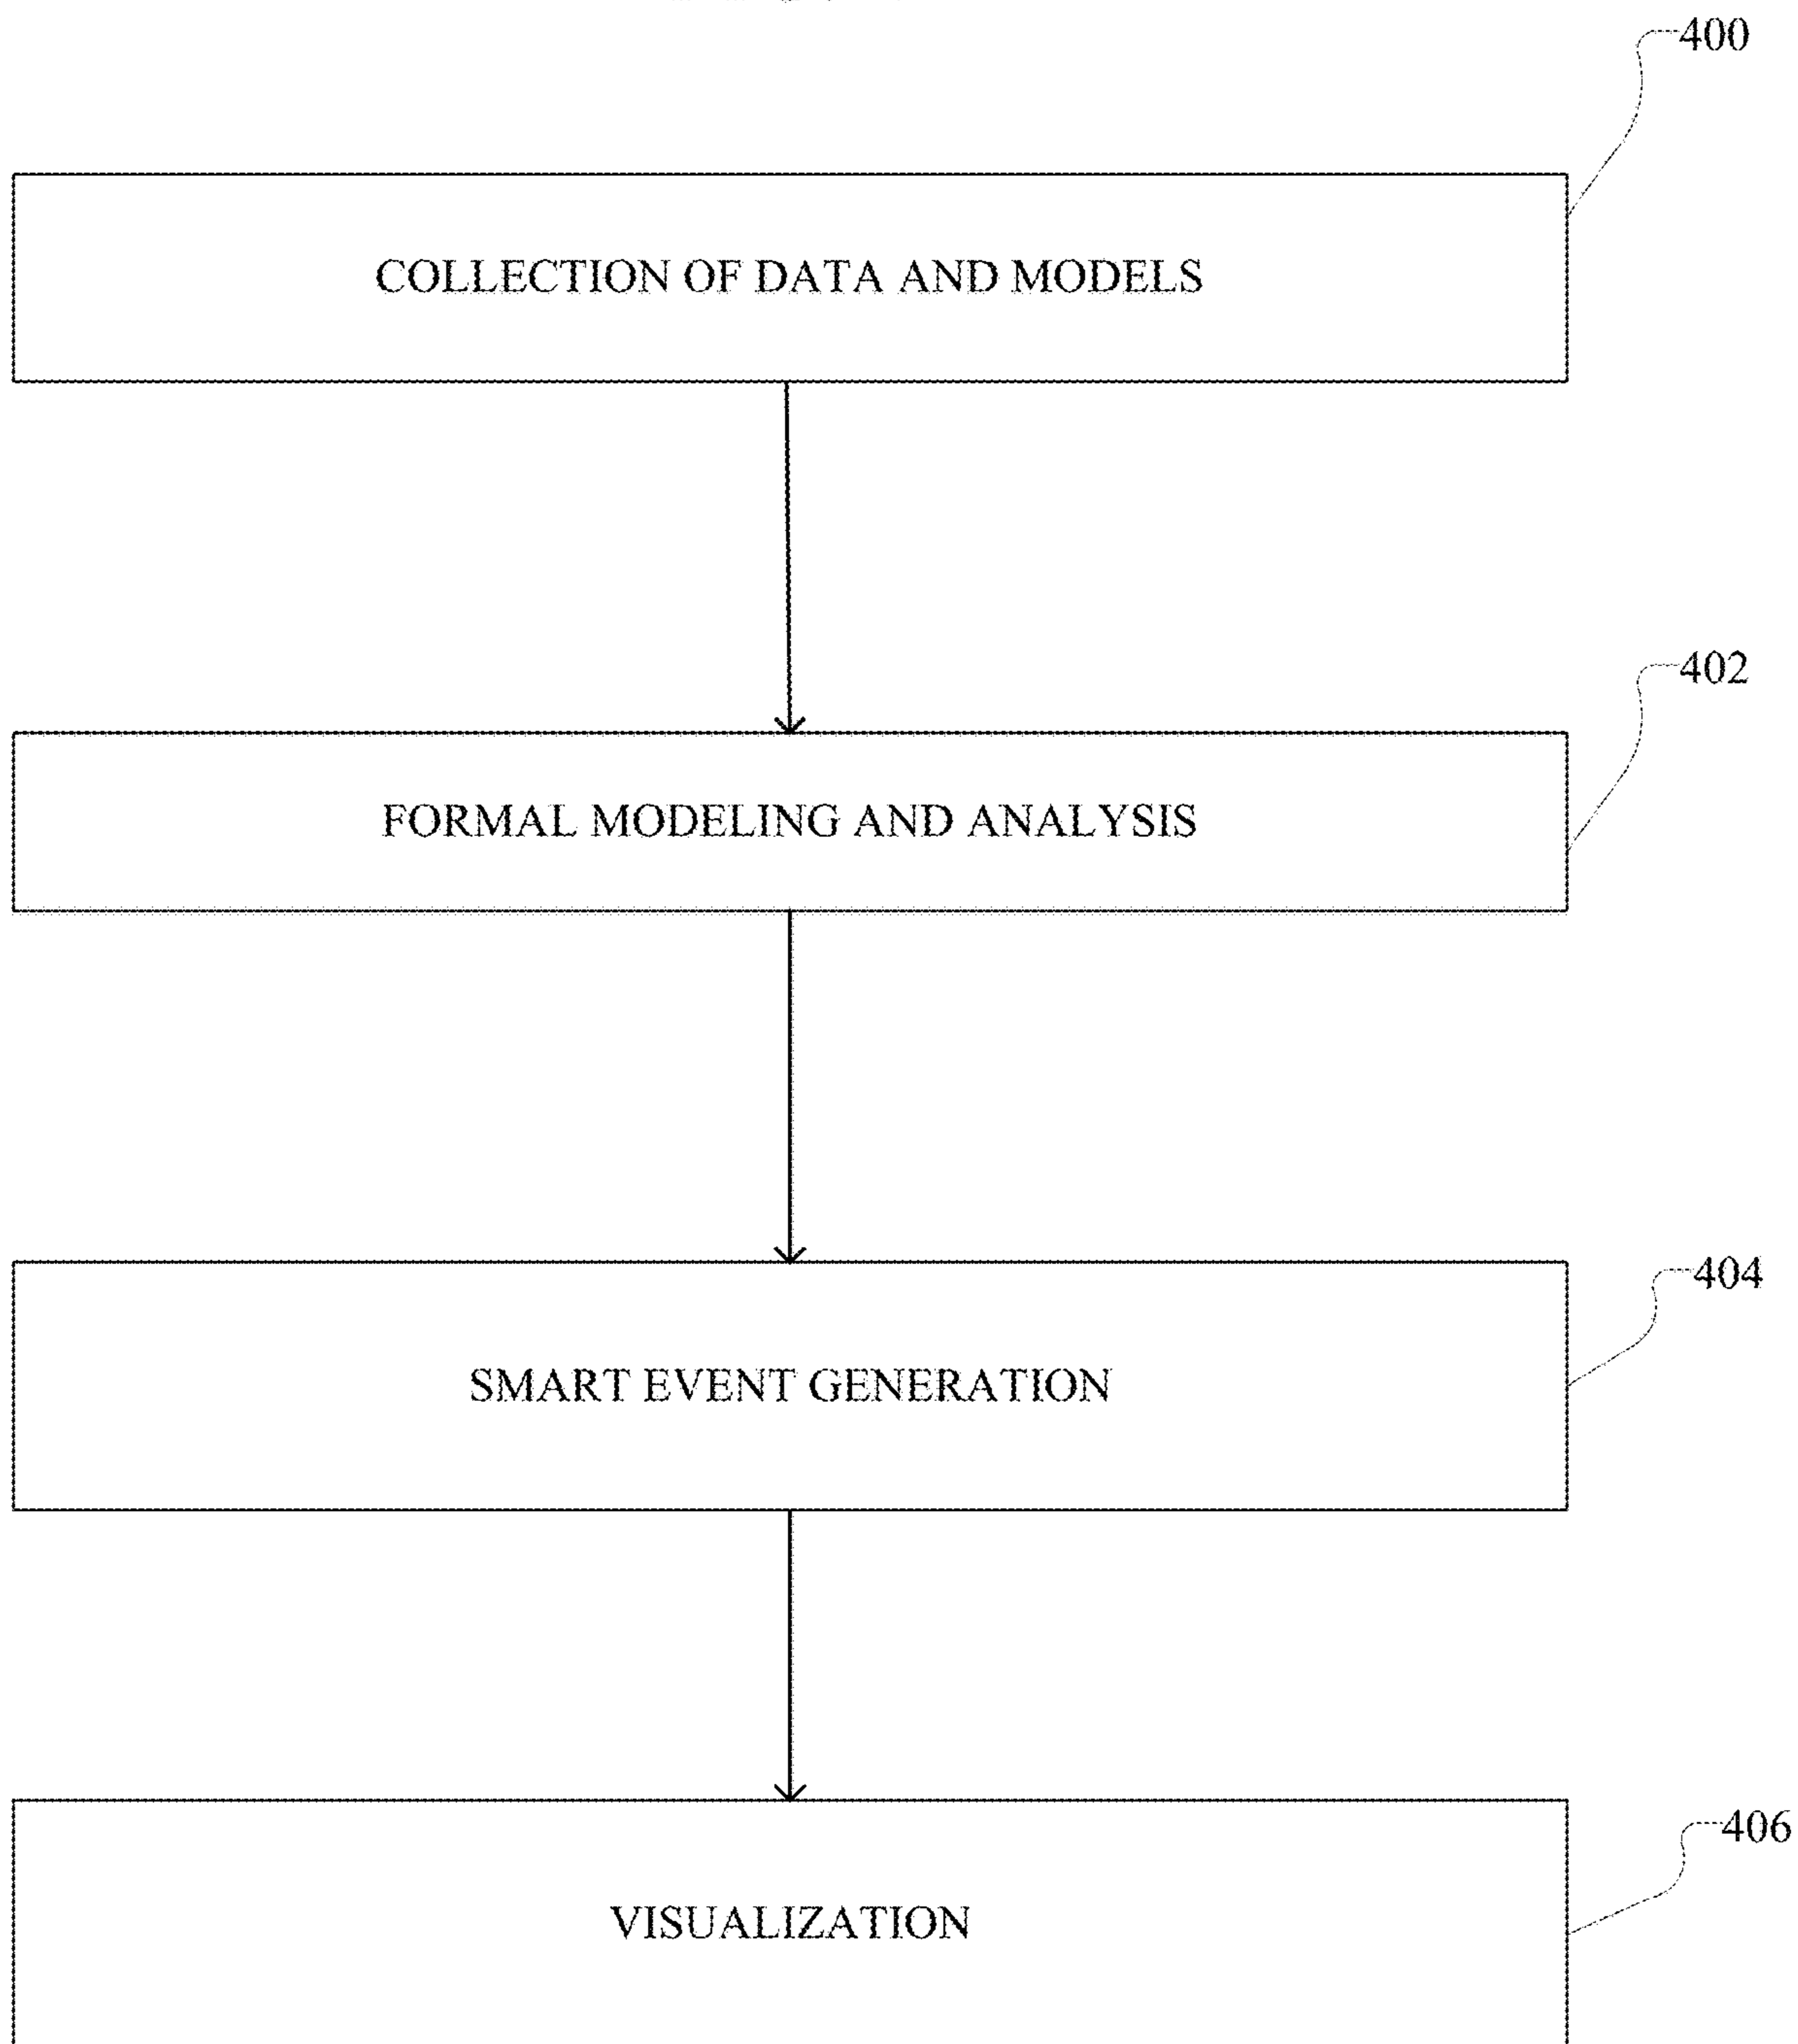 400
COLLECTION OF DATA AND MODELS
402
FORMAL MODELING AND ANALYSIS
404
SMART EVENT GENERATION
406
VISUALIZATION